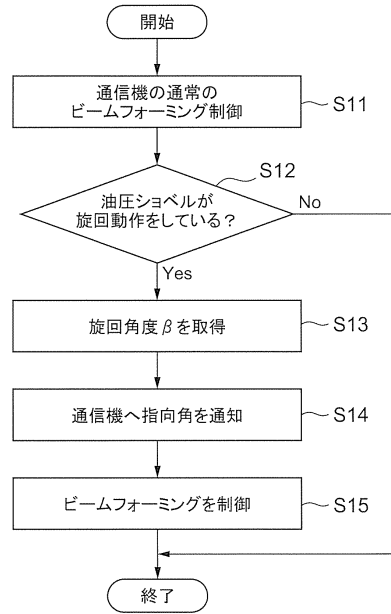 開始
通信機の通常の
ビームフォーミング制御
S11
S12
油圧ショベルが
旋回動作をしている？
No
Yes
旋回角度βを取得
S13
通信機へ指向角を通知
S14
ビームフォーミングを制御
S15
終了